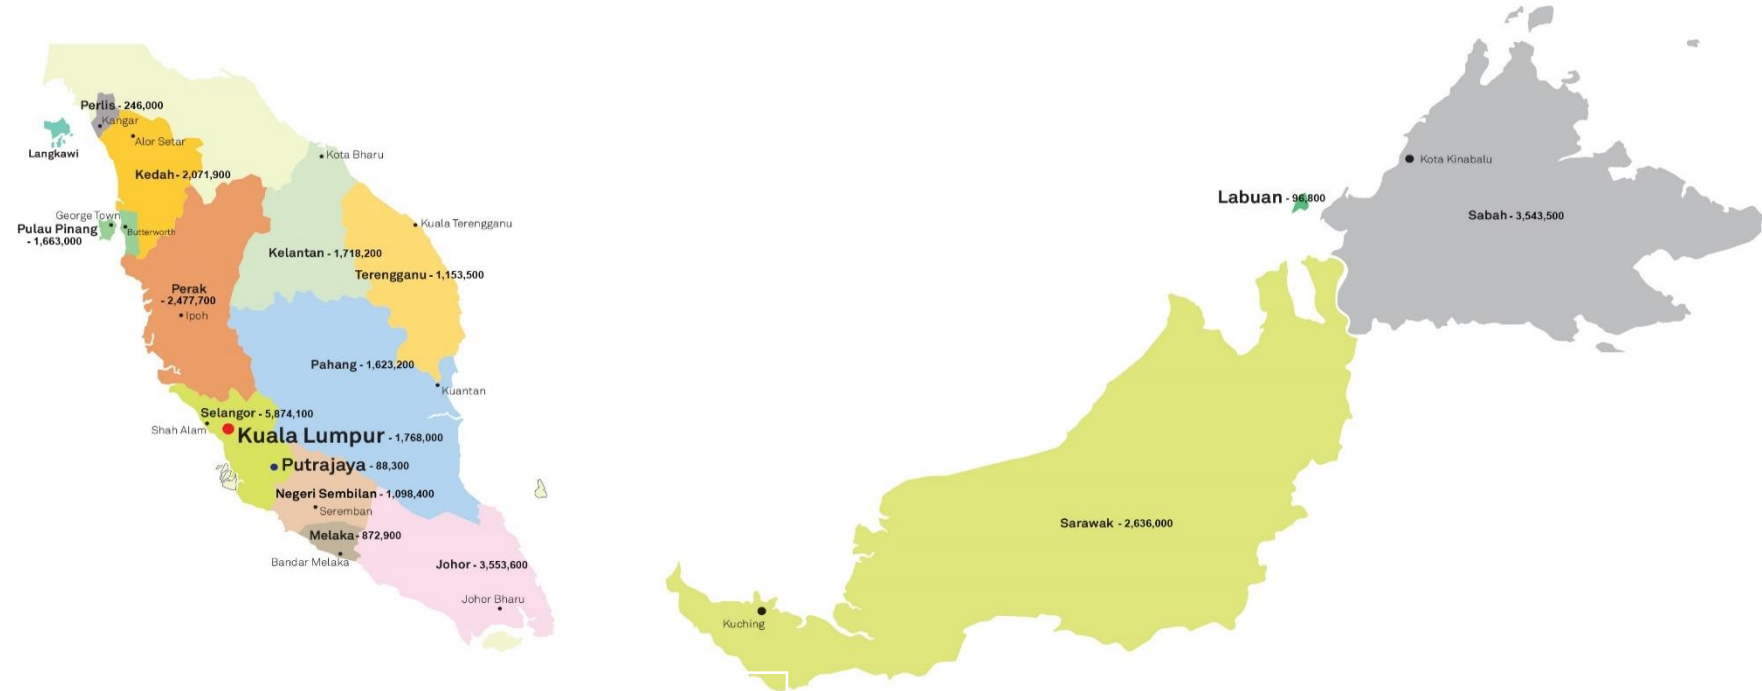 Perlis - 246,000
Kangar
Alor Setar
Langkawi
Kota Bharu
Kedah - 2,071,900
George Town
Pulau Pinang
- 1,663,000
Butterworth
Kuala Terengganu
Kelantan - 1,718,200
Terengganu - 1,153,500
Perak
- 2,477,700
Ipoh
Pahang - 1,623,200
Kuantan
Selangor - 5,874,100
Shah Alam
Kuala Lumpur - 1,768,000
Putrajaya - 88,300
Negeri Sembilan - 1,098,400
Seremban
Melaka - 872,900
Bandar Melaka
Johor - 3,553,600
Johor Bharu
Kota Kinabalu
Labuan - 96,800
Sabah - 3,543,500
Sarawak - 2,636,000
Kuching